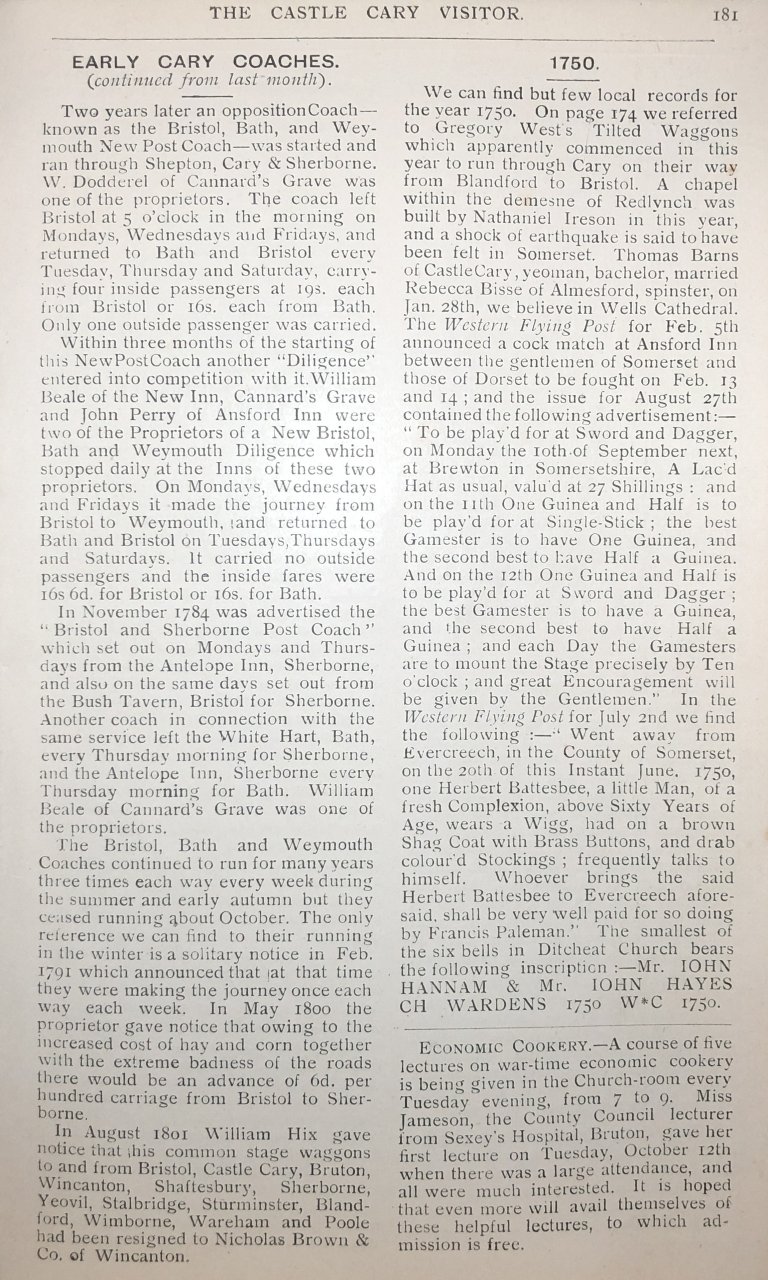 THE CASTLE CARY VISITOR.
181
EARLY CARY COACHES.
(continued from last month).
Two years later an opposition Coach—
known as the Bristol, Bath, and Wey-
mouth New Post Coach—was started and
ran through Shepton, Cary & Sherborne.
W. Dodderel of Cannard's Grave was
one of the proprietors. The coach left
Bristol at 5 o'clock in the morning on
Mondays, Wednesdays and Fridays, and
returned to Bath and Bristol every
Tuesday, Thursday and Saturday, carry-
ing four inside passengers at 19s. each
from Bristol or 16s. each from Bath.
Only one outside passenger was carried.
Within three months of the starting of
this NewPostCoach another "Diligence"
entered into competition with it.William
Beale of the New Inn, Cannard's Grave
and John Perry of Ansford Inn were
two of the Proprietors of a New Bristol,
Bath and Weymouth Diligence which
stopped daily at the Inns of these two
proprietors. On Mondays, Wednesdays
and Fridays it made the journey from
Bristol to Weymouth, and returned to
Bath and Bristol on Tuesdays,Thursdays
and Saturdays. It carried no outside
passengers and the inside fares were
16s 6d. for Bristol or 16s. for Bath.
In November 1784 was advertised the
"Bristol and Sherborne Post Coach"
which set out on Mondays and Thurs-
days from the Antelope Inn, Sherborne,
and also on the same days set out from
the Bush Tavern, Bristol for Sherborne.
Another coach in connection with the
same service left the White Hart, Bath,
every Thursday morning for Sherborne,
and the Antelope Inn, Sherborne every
Thursday morning for Bath. William
Beale of Cannard's Grave was one of
the proprietors.
The Bristol, Bath and Weymouth
Coaches continued to run for many years
three times each way every week during
the summer and early autumn but they
ceased running about October. The only
reference we can find to their running
in the winter is a solitary notice in Feb.
1791 which announced that at that time
they were making the journey once each
way each week. In May 1800 the
proprietor gave notice that owing to the
increased cost of hay and corn together
with the extreme badness of the roads
there would be an advance of 6d. per
hundred carriage from Bristol to Sher-
borne.
In August 1801 William Hix gave
notice that his common stage waggons
to and from Bristol, Castle Cary, Bruton,
Wincanton, Shaftesbury, Sherborne,
Yeovil, Stalbridge, Sturminster, Bland-
ford, Wimborne, Wareham and Poole
had been resigned to Nicholas Brown &
Co. of Wincanton.
1750.
We can find but few local records for
the year 1750. On page 174 we referred
to Gregory West's Tilted Waggons
which apparently commenced in this
year to run through Cary on their way
from Blandford to Bristol. A chapel
within the demesne of Redlynch was
built by Nathaniel Ireson in this year,
and a shock of earthquake is said to have
been felt in Somerset. Thomas Barns
of CastleCary, yeoman, bachelor, married
Rebecca Bisse of Almesford, spinster, on
Jan. 28th, we believe in Wells Cathedral.
The Western Flying Post for Feb. 5th
announced a cock match at Ansford Inn
between the gentlemen of Somerset and
those of Dorset to be fought on Feb. 13
and 14 ; and the issue for August 27th
contained the following advertisement:—
" To be play'd for at Sword and Dagger,
on Monday the 10th of September next,
at Brewton in Somersetshire, A Lac'd
Hat as usual, valu'd at 27 Shillings : and
on the 11th One Guinea and Half is to
be play'd for at Single-Stick ; the best
Gamester is to have One Guinea, and
the second best to have Half a Guinea.
And on the 12th One Guinea and Half is
to be play'd for at Sword and Dagger ;
the best Gamester is to have a Guinea,
and the second best to have Half a
Guinea ; and each Day the Gamesters
are to mount the Stage precisely by Ten
o'clock ; and great Encouragement will
be given by the Gentlemen." In the
Western Flying Post for July 2nd we find
the following :—" Went away from
Evercreech, in the County of Somerset,
on the 20th of this Instant June, 1750,
one Herbert Battesbee, a little Man, of a
fresh Complexion, above Sixty Years of
Age, wears a Wigg, had on a brown
Shag Coat with Brass Buttons, and drab
colour'd Stockings ; frequently talks to
himself. Whoever brings the said
Herbert Battesbee to Evercreech afore-
said, shall be very well paid for so doing
by Francis Paleman." The smallest of
the six bells in Ditcheat Church bears
the following inscription :—Mr. IOHN
HANNAM & Mr. IOHN HAYES
CH WARDENS 1750 W*C 1750.
ECONOMIC COOKERY.—A course of five
lectures on war-time economic cookery
is being given in the Church-room every
Tuesday evening, from 7 to 9. Miss
Jameson, the County Council lecturer
from Sexey's Hospital, Bruton, gave her
first lecture on Tuesday, October 12th
when there was a large attendance, and
all were much interested. It is hoped
that even more will avail themselves of
these helpful lectures, to which ad-
mission is free.